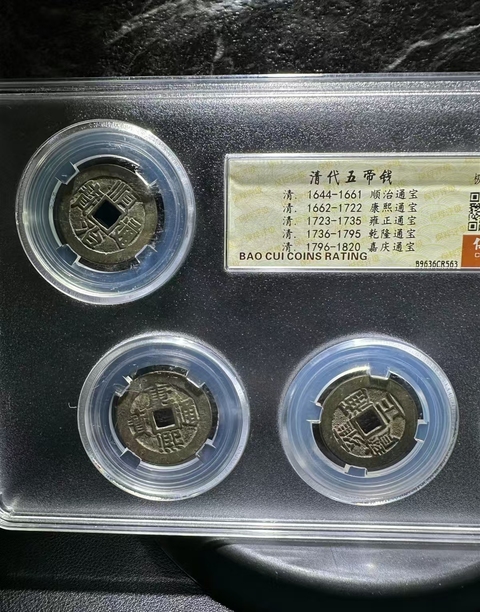 清代五帝钱
清. 1644-1661 顺治通宝
清. 1662-1722 康熙通宝
清. 1723-1735 雍正通宝
清. 1736-1795 乾隆通宝
清. 1796-1820 嘉庆通宝
BAO CUI COINS RATING
B9636CR563